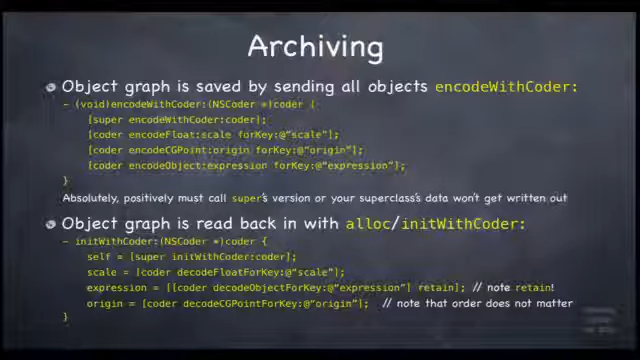 Archiving
Object graph is saved by sending all objects encodeWithCoder:
- (void)encodeWithCoder:(NSCoder *)coder {
[super encodeWithCoder:coder];
[coder encodeFloat:scale forKey:@“scale”];
[coder encodeCGPoint:origin forKey:@“origin”];
[coder encodeObject:expression forKey:@“expression”];
}
Absolutely, positively must call super’s version or your superclass’s data won’t get written out
Object graph is read back in with alloc/initWithCoder:
- initWithCoder:(NSCoder *)coder {
self = [super initWithCoder:coder];
scale = [coder decodeFloatForKey:@“scale”];
expression = [[coder decodeObjectForKey:@“expression”] retain]; // note retain!
origin = [coder decodeCGPointForKey:@“origin”]; // note that order does not matter
}